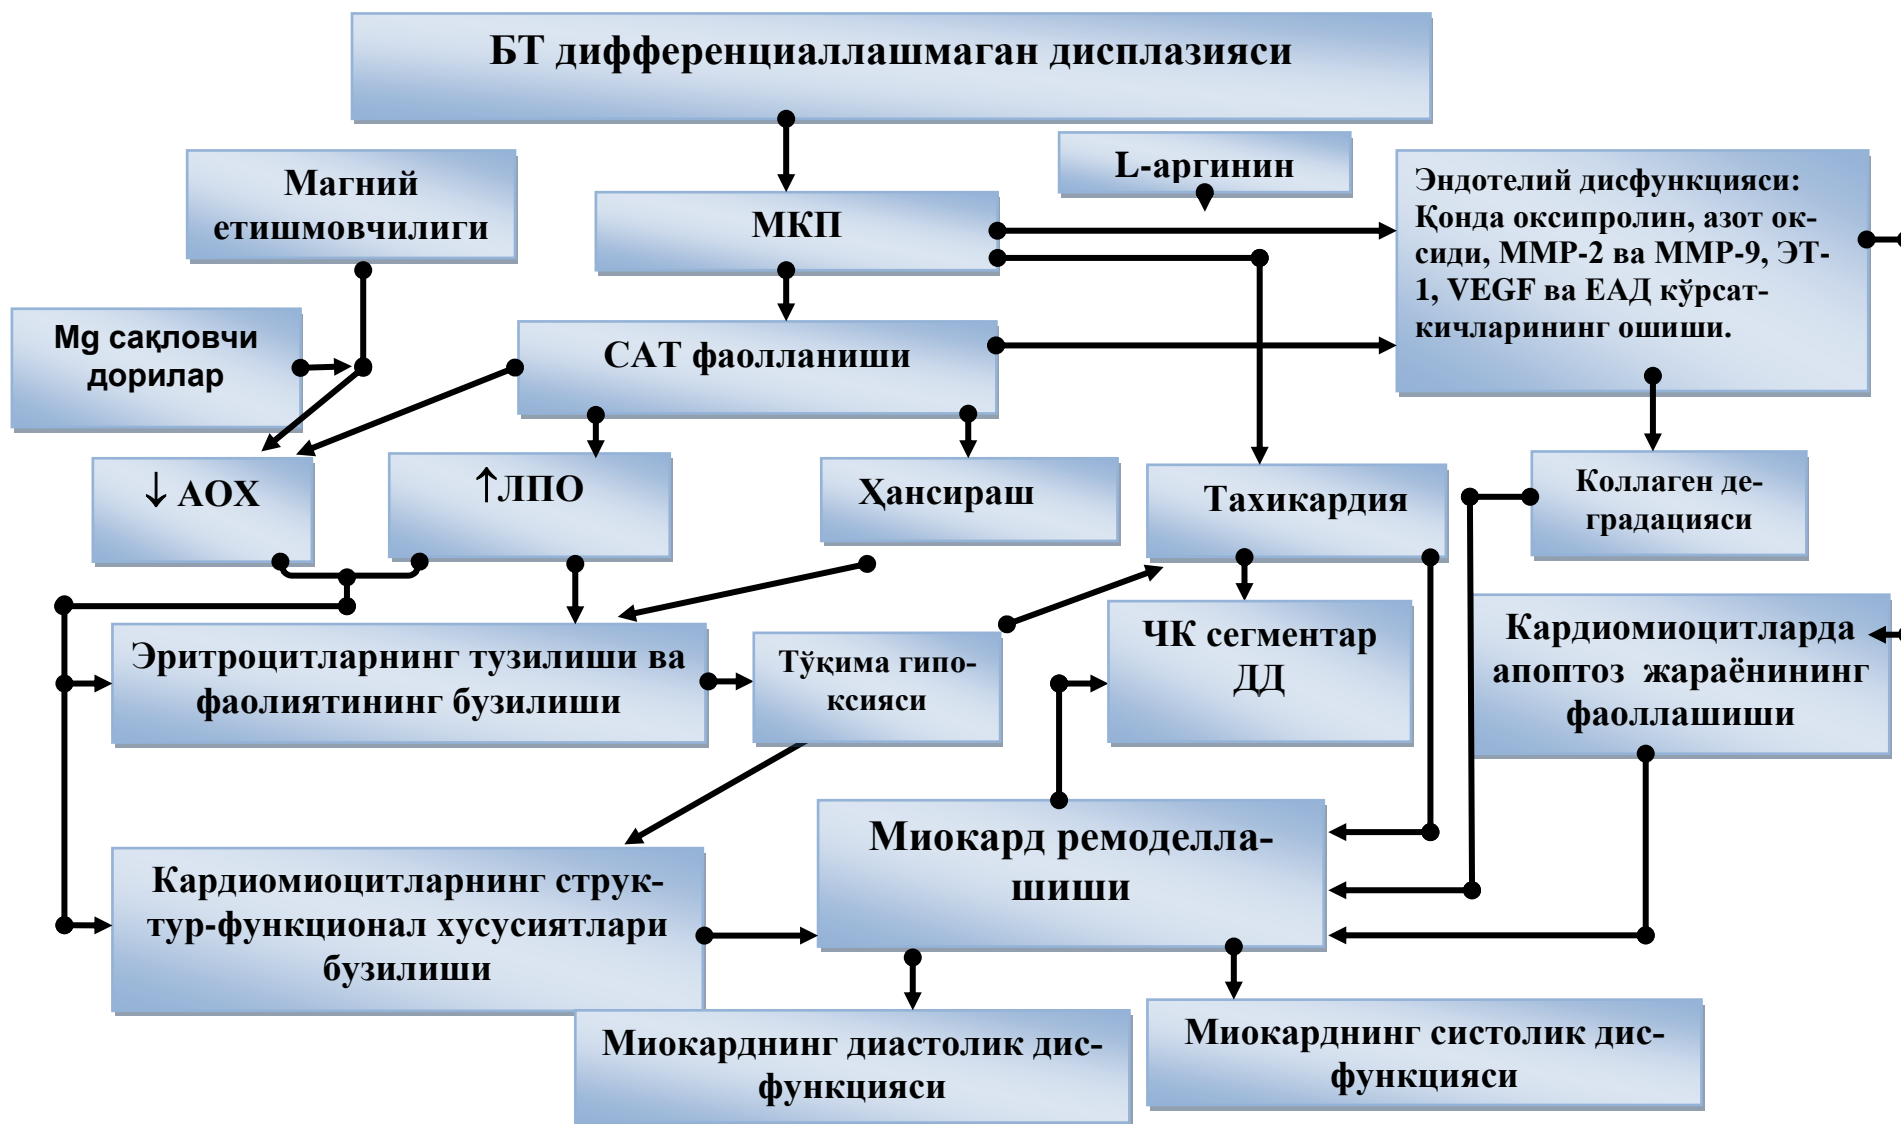 БТ дифференциаллашмаган дисплазияси
L-аргинин
Магний
етишмовчилиги
МКП
Эндотелий дисфункцияси:
Қонда оксипролин, азот ок-
сиди, ММР-2 ва ММР-9, ЭТ-
1, VEGF ва ЕАД кўрсат-
кичларининг ошиши.
Mg сақловчи
дорилар
САТ фаолланиши
↓ АОХ
↑ЛПО
Ҳансираш
Тахикардия
Коллаген де-
градацияси
Эритроцитларнинг тузилиши ва
фаолиятининг бузилиши
Тўқима гипо-
ксияси
ЧК сегментар
ДД
Кардиомиоцитларда
апоптоз жараёнининг
фаоллашиши
Кардиомиоцитларнинг струк-
тур-функционал хусусиятлари
бузилиши
Миокард ремоделла-
шиши
Миокарднинг диастолик дис-
функцияси
Миокарднинг систолик дис-
функцияси